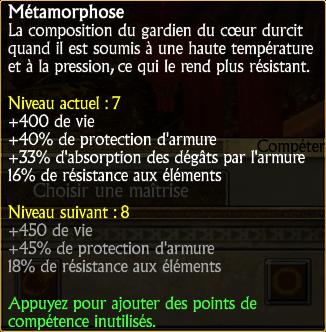 Métamorphose
La composition du gardien du cœur durcit
quand il est soumis à une haute température
et à la pression, ce qui le rend plus résistant.
Niveau actuel : 7
+400 de vie
+40% de protection d'armure
Compéter
+33% d'absorption des dégâts par l'armure
16% de résistance aux éléments
Choisir une maîtrise
Niveau suivant : 8
+450 de vie
+45% de protection d'armure
18% de résistance aux éléments
Appuyez pour ajouter des points de
compétence inutilisés.